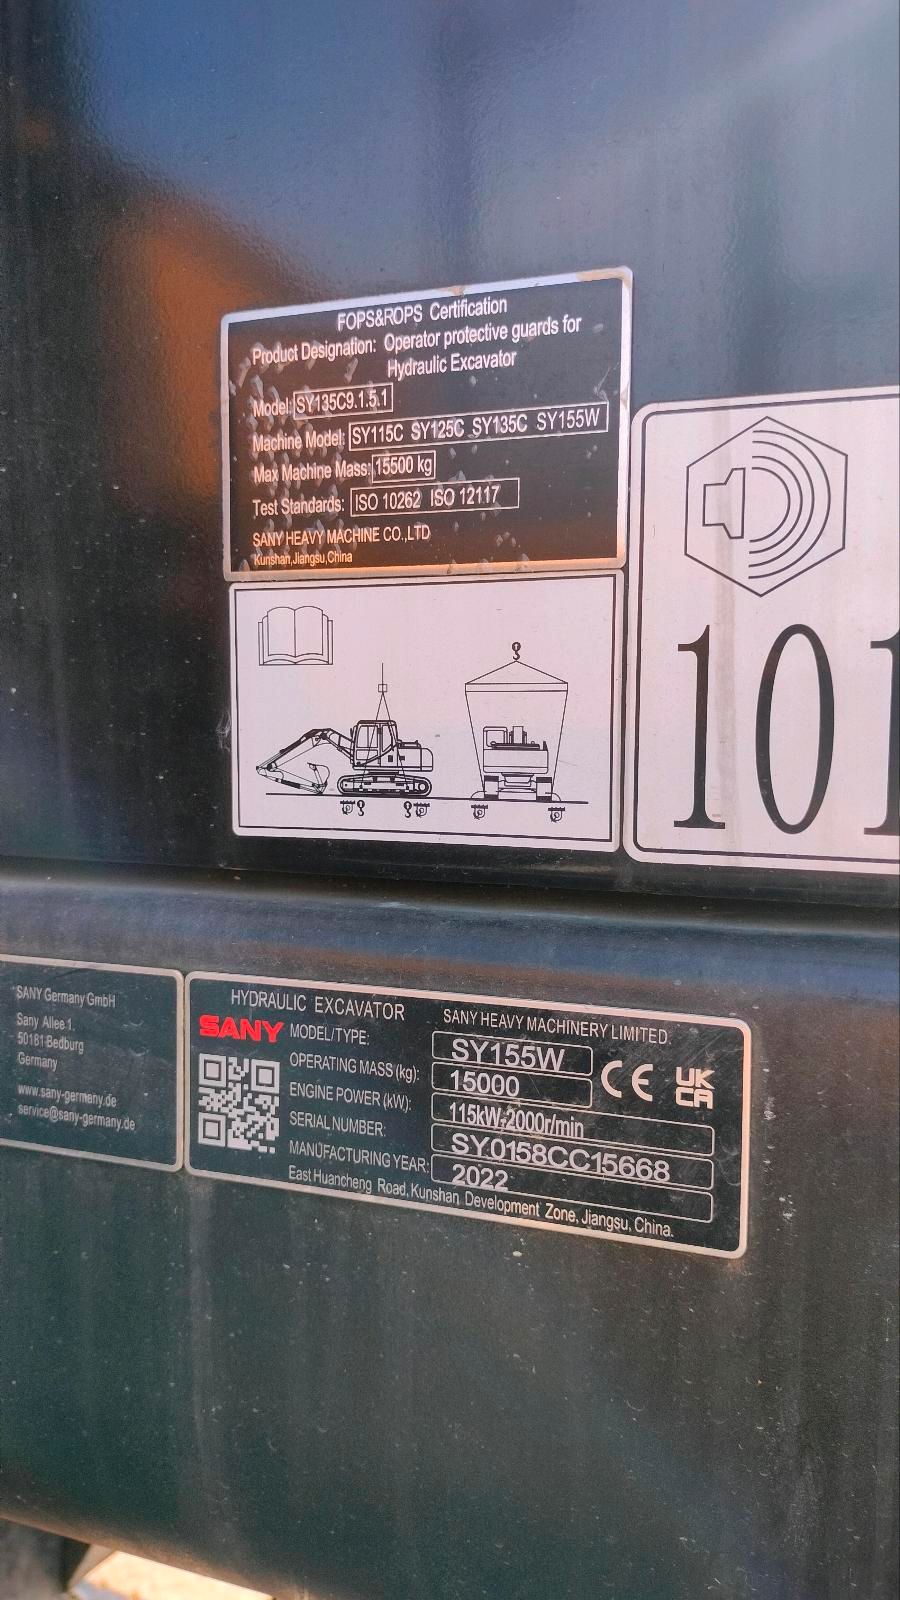 FOPS&ROPS Certification
Product Designation: Operator protective guards for
Hydraulic Excavator
Model: SY135C9.1.5.1
Machine Model: SY115C SY125C SY135C SY155W
Max Machine Mass: 15500 kg
Test Standards: ISO 10262 ISO 12117
SANY HEAVY MACHINE CO.,LTD
Kunshan,Jiangsu,China
101
SANY Germany GmbH
Sany Allee 1.
50181 Bedburg
Germany
www.sany-germany.de
service@sany-germany.de
HYDRAULIC EXCAVATOR SANY HEAVY MACHINERY LIMITED.
SANY
MODEL/TYPE: SY155W
OPERATING MASS (kg): 15000
ENGINE POWER (kW): 115kW-2000r/min
SERIAL NUMBER: SY0158CC15668
MANUFACTURING YEAR: 2022
East Huancheng Road, Kunshan Development Zone, Jiangsu, China.
CE
UK
CA